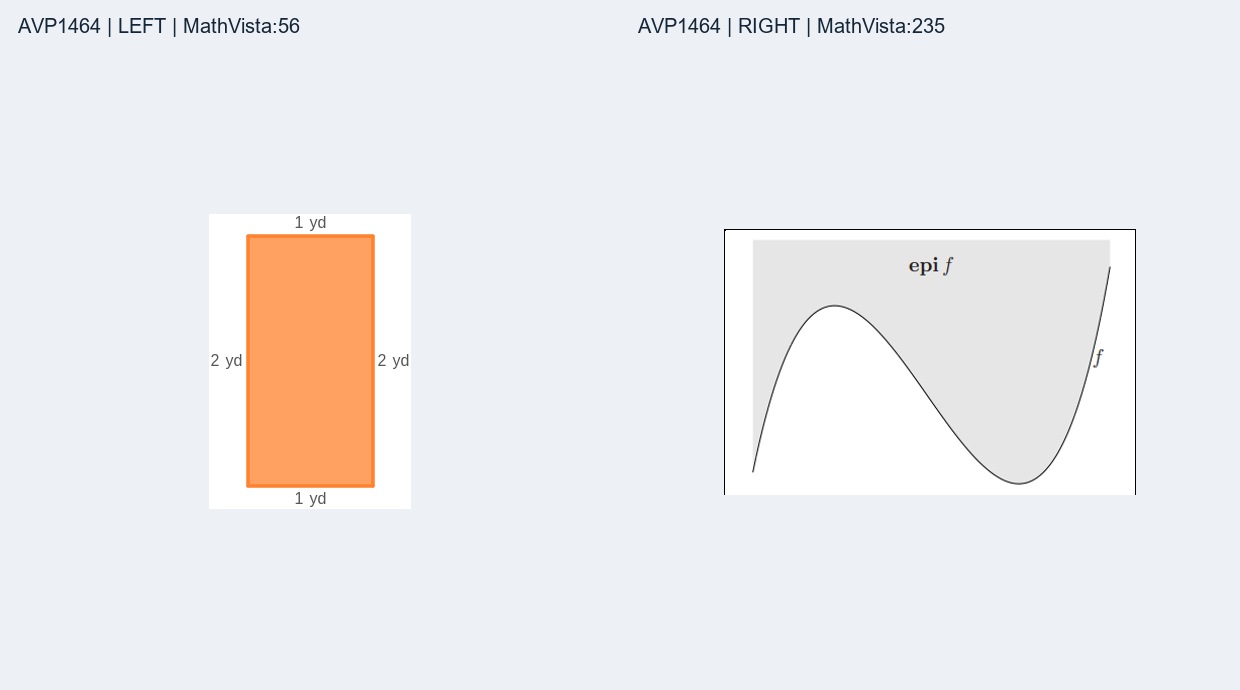 AVP1464 | LEFT | MathVista:56
1 yd
2 yd
2 yd
1 yd
AVP1464 | RIGHT | MathVista:235
epi f
f